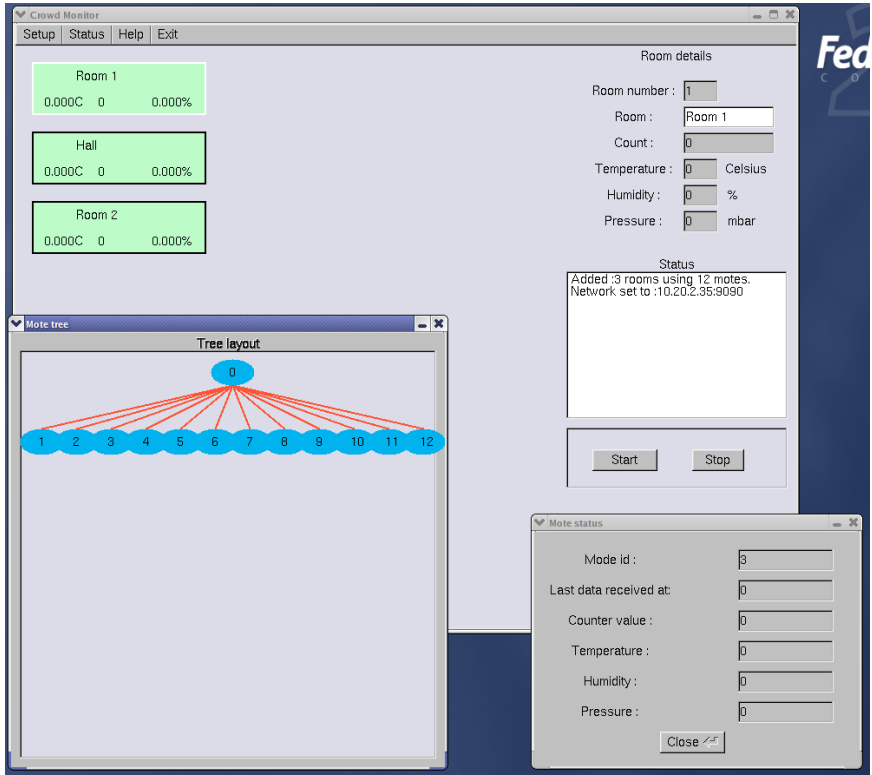 Crowd Monitor
Setup Status Help Exit
Room 1
0.000C 0 0.000%
Hall
0.000C 0 0.000%
Room 2
0.000C 0 0.000%
Room details
Room number : 1
Room : Room 1
Count : 0
Temperature : 0 Celsius
Humidity : 0 %
Pressure : 0 mbar
Status
Added :3 rooms using 12 motes.
Network set to :10.20.2.35:9090
Start Stop
Mote tree
Tree layout
0
1 2 3 4 5 6 7 8 9 10 11 12
Mote status
Mode id : 3
Last data received at: 0
Counter value : 0
Temperature : 0
Humidity : 0
Pressure : 0
Close
Fed
C O
2